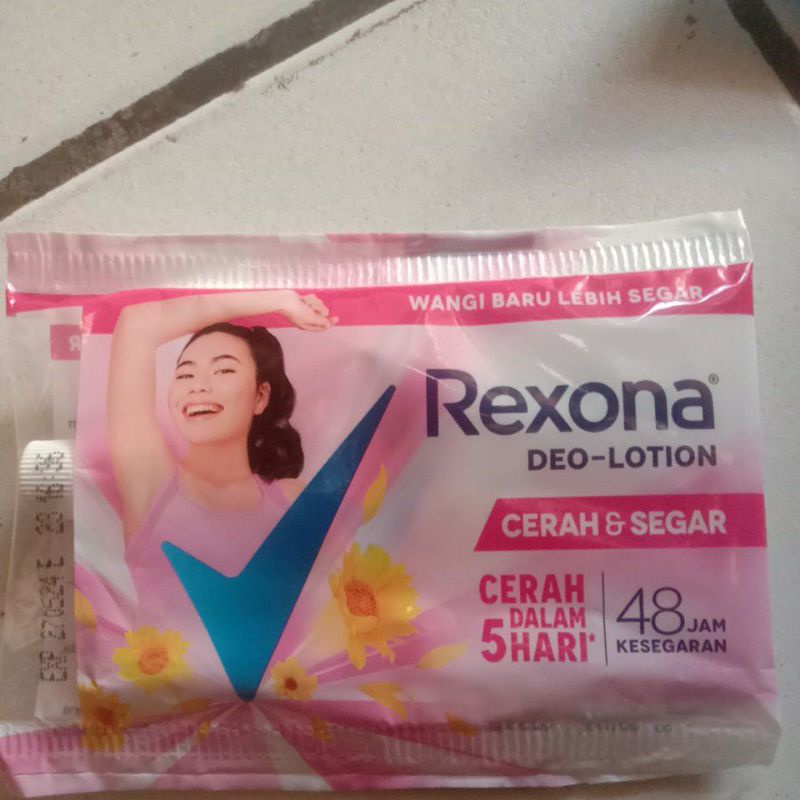 WANGI BARU LEBIH SEGAR
Rexona®
DEO-LOTION
CERAH & SEGAR
CERAH
DALAM
5 HARI*
48 JAM
KESEGARAN